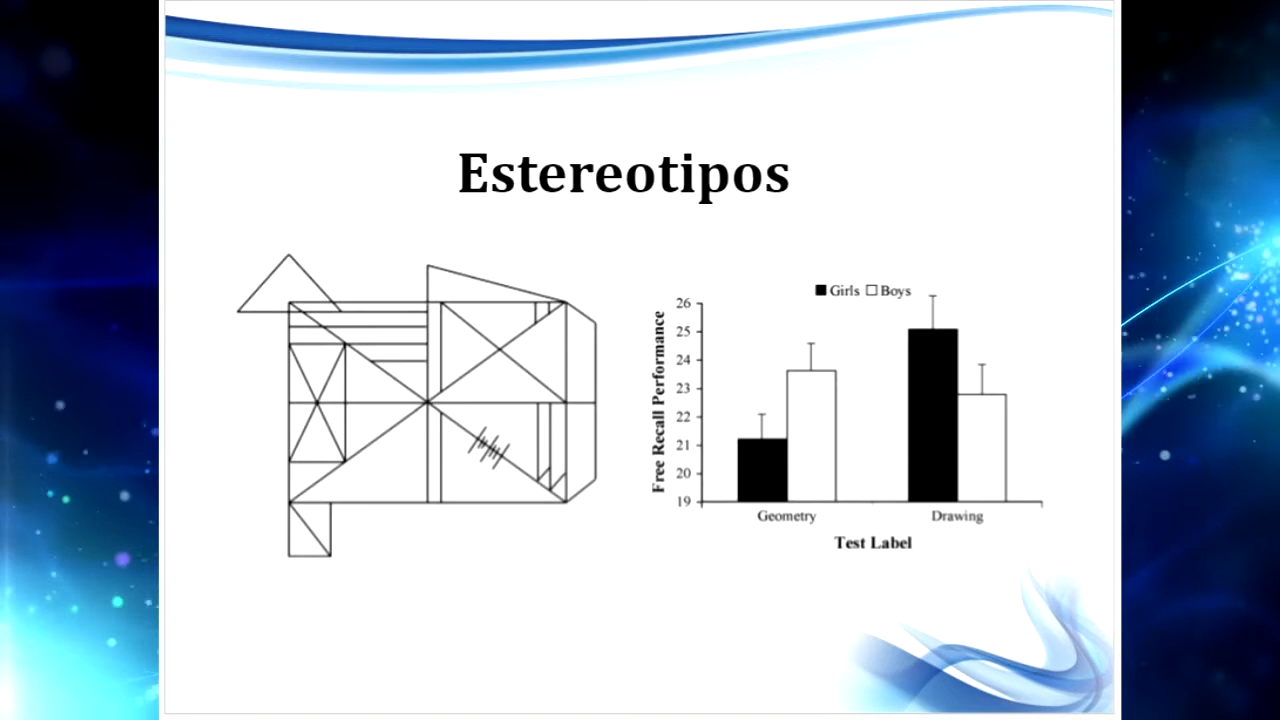 Estereotipos
Girls Boys
Free Recall Performance
26
25
24
23
22
21
20
19
Geometry Drawing
Test Label